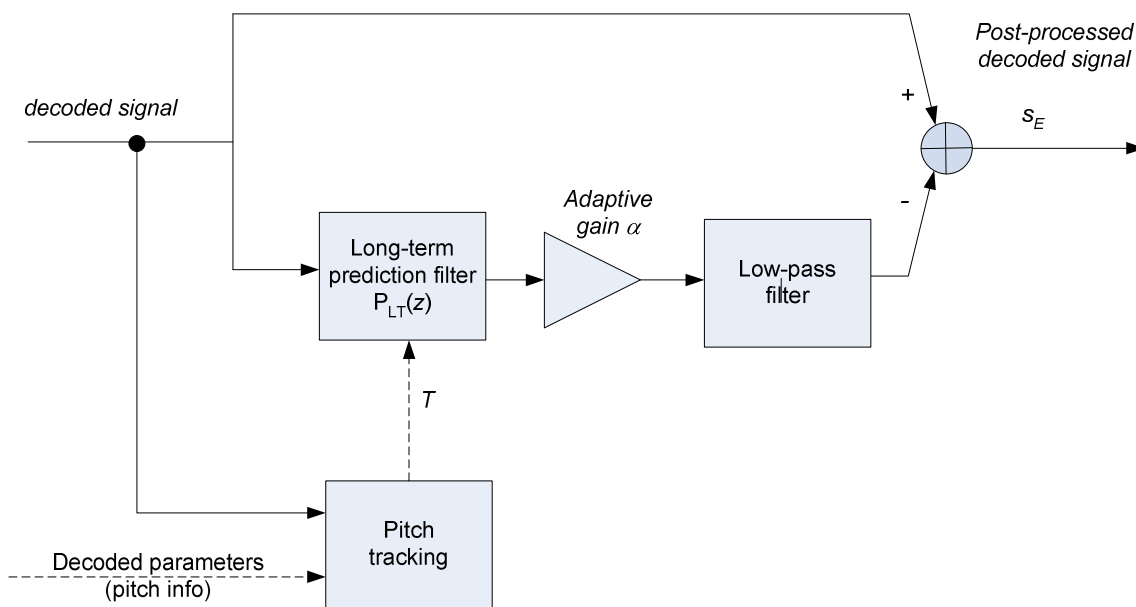 Post-processed
decoded signal
decoded signal
+
s_E
-
Adaptive
gain α
Long-term
prediction filter
P_LT(z)
Low-pass
filter
T
Pitch
tracking
Decoded parameters
(pitch info)